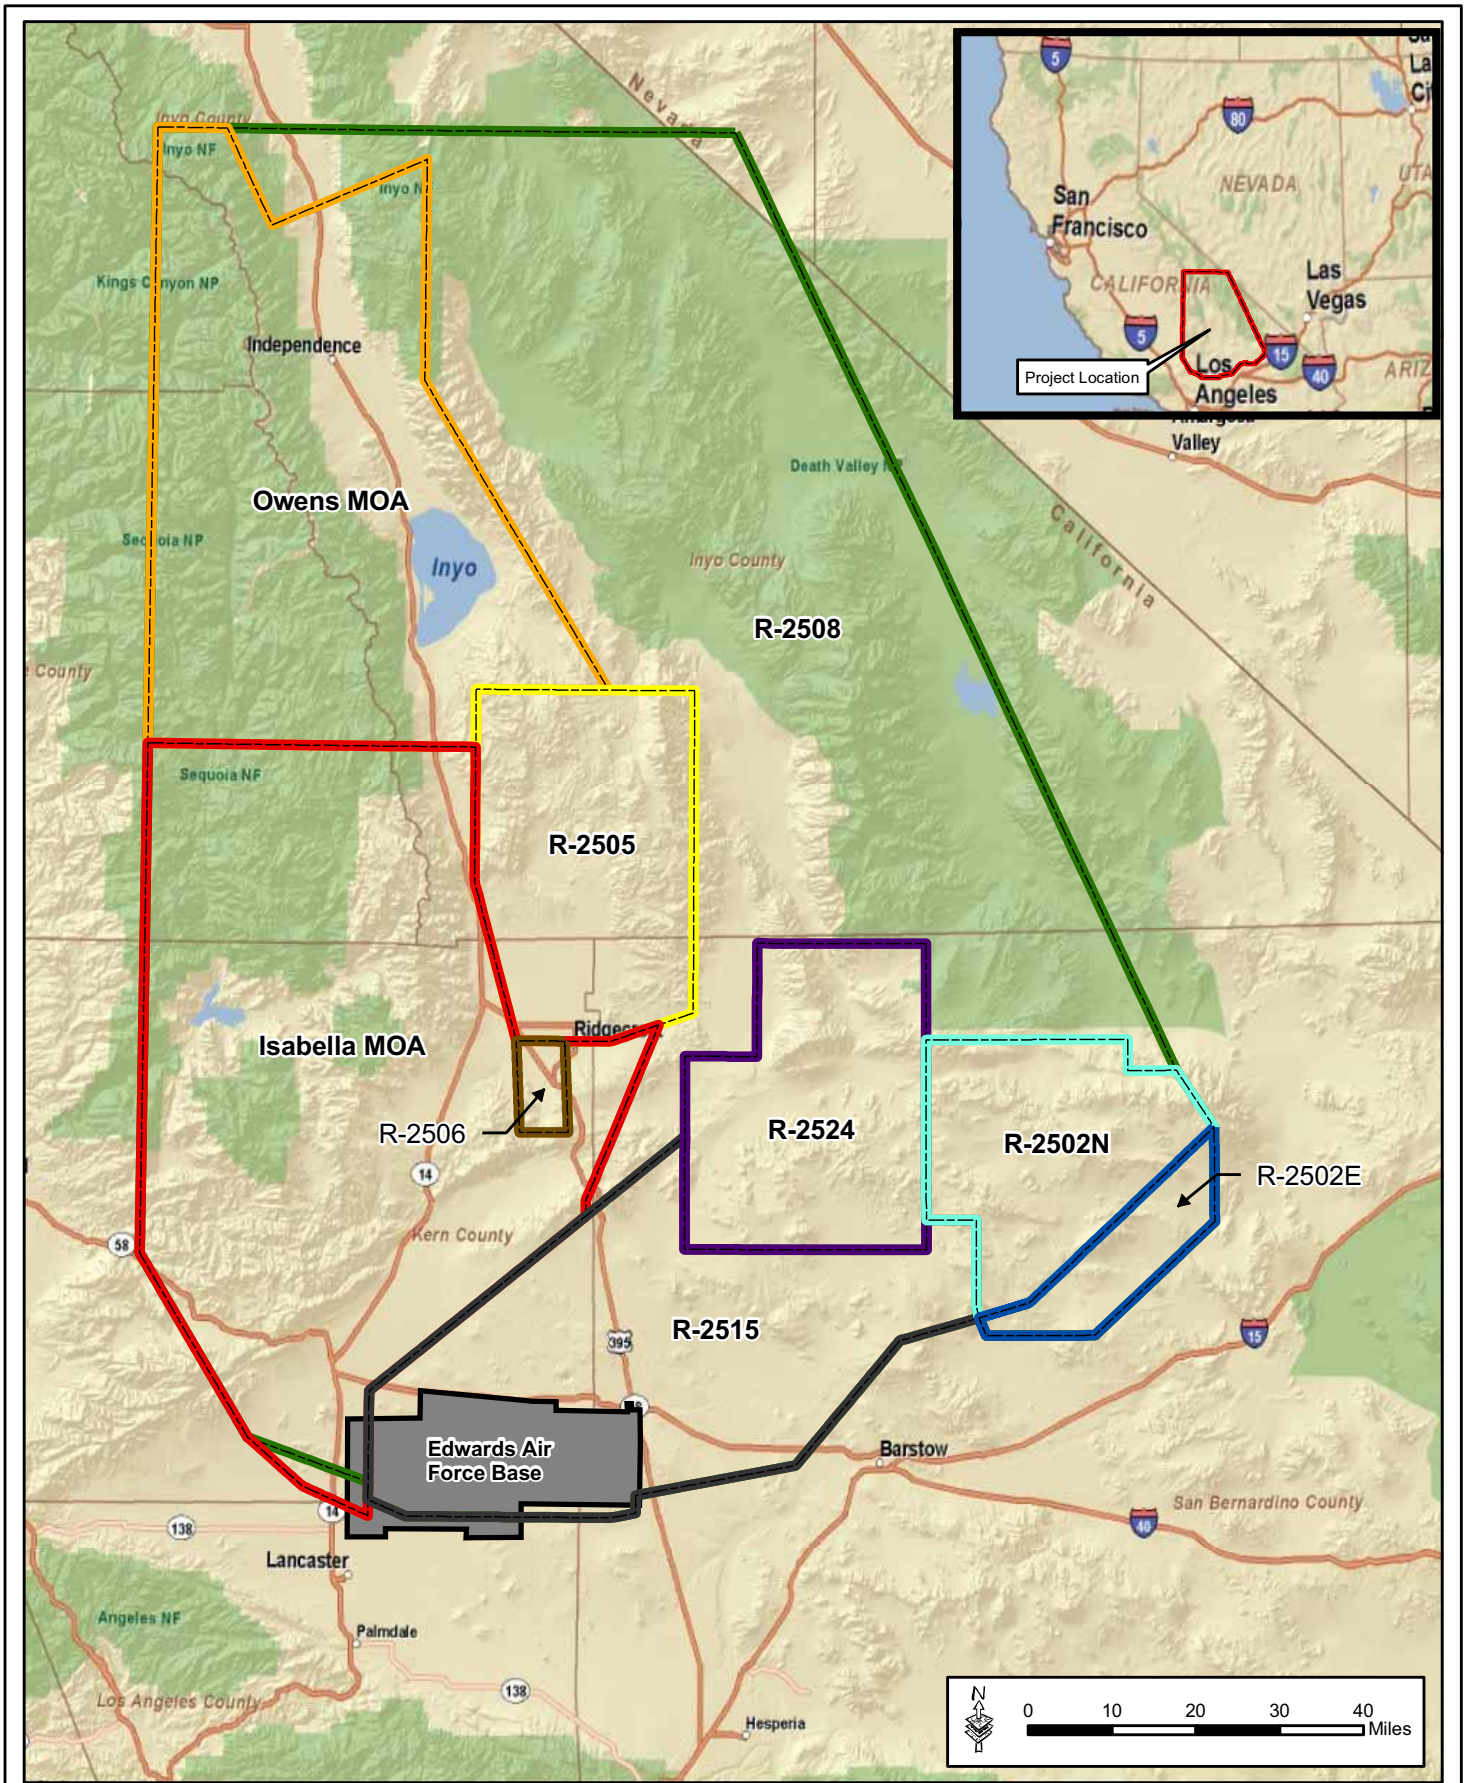 Nevada
5
80
UTA
NEVADA
San
Francisco
CALIFORNIA
Las
Vegas
5
15
40
Los
Angeles
ARIZ
Project Location
Inyo County
Inyo NF
Inyo N
Kings Canyon NP
Independence
Valley
Death Valley NP
Owens MOA
California
Sequoia NP
Inyo
Inyo County
R-2508
County
Sequoia NF
R-2505
Isabella MOA
R-2506
R-2524
R-2502N
R-2502E
14
Kern County
58
R-2515
395
15
Edwards Air
Force Base
Barstow
San Bernardino County
14
138
40
Lancaster
Angeles NF
Palmdale
138
Los Angeles County
Hesperia
N
0 10 20 30 40
Miles